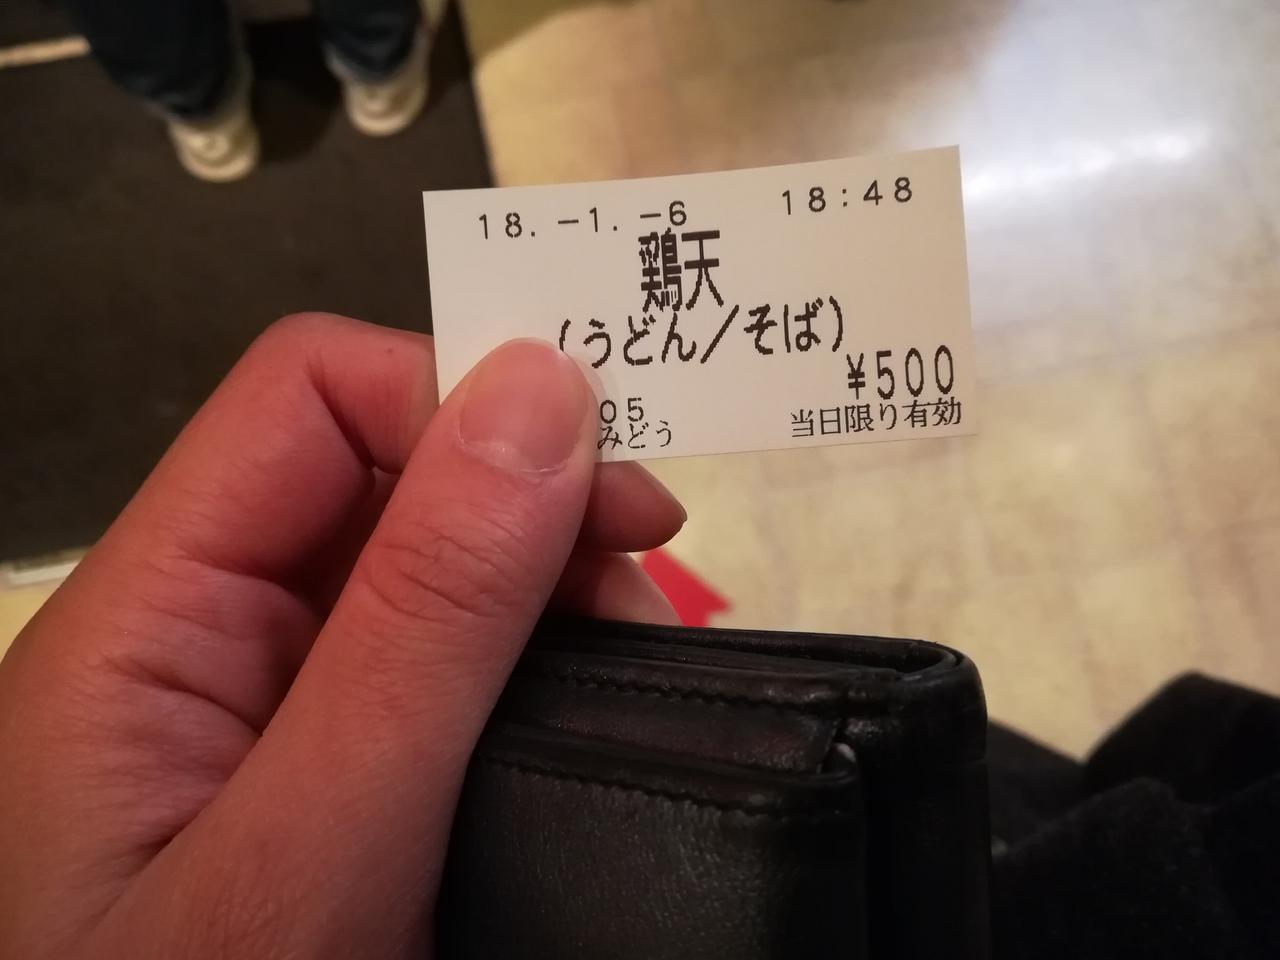 18.-1.-6 18:48
鶏天
(うどん/そば)
¥500
05
みどう 当日限り有効